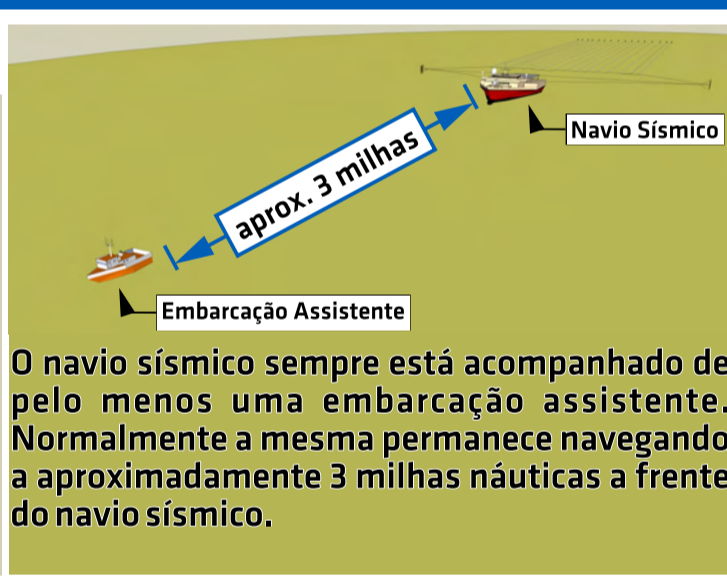 Navio Sísmico
aprox. 3 milhas
Embarcação Assistente
O navio sísmico sempre está acompanhado de
pelo menos uma embarcação assistente.
Normalmente a mesma permanece navegando
a aproximadamente 3 milhas náuticas a frente
do navio sísmico.